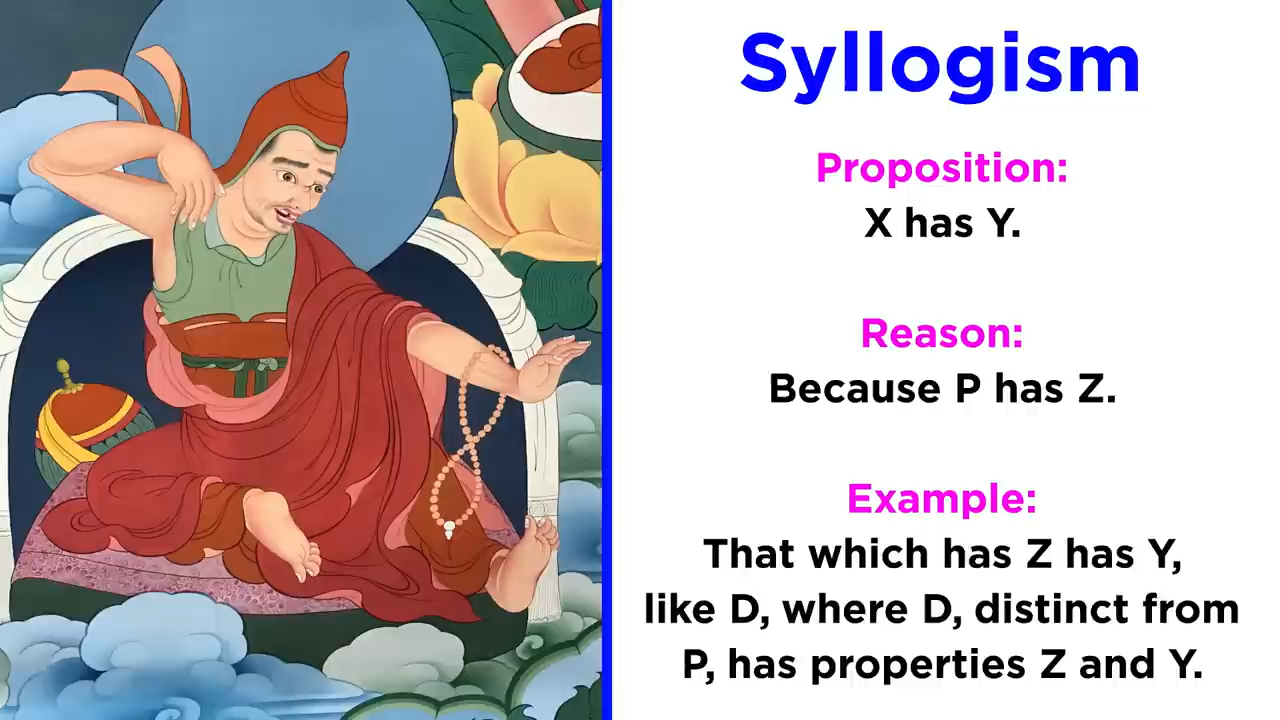 Syllogism
Proposition:
X has Y.
Reason:
Because P has Z.
Example:
That which has Z has Y,
like D, where D, distinct from
P, has properties Z and Y.